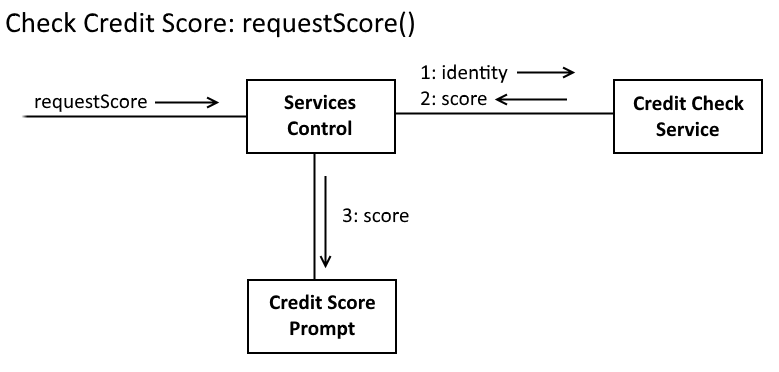 Check Credit Score: requestScore()
1: identity
requestScore
2: score
Services
Control
Credit Check
Service
3: score
Credit Score
Prompt